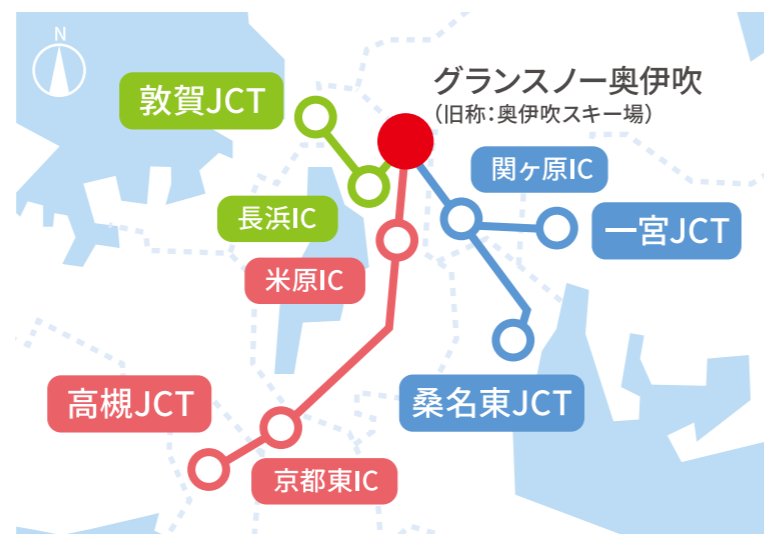 N
グランスノー奥伊吹
（旧称：奥伊吹スキー場）
敦賀JCT
関ヶ原IC
長浜IC
一宮JCT
米原IC
高槻JCT
桑名東JCT
京都東IC